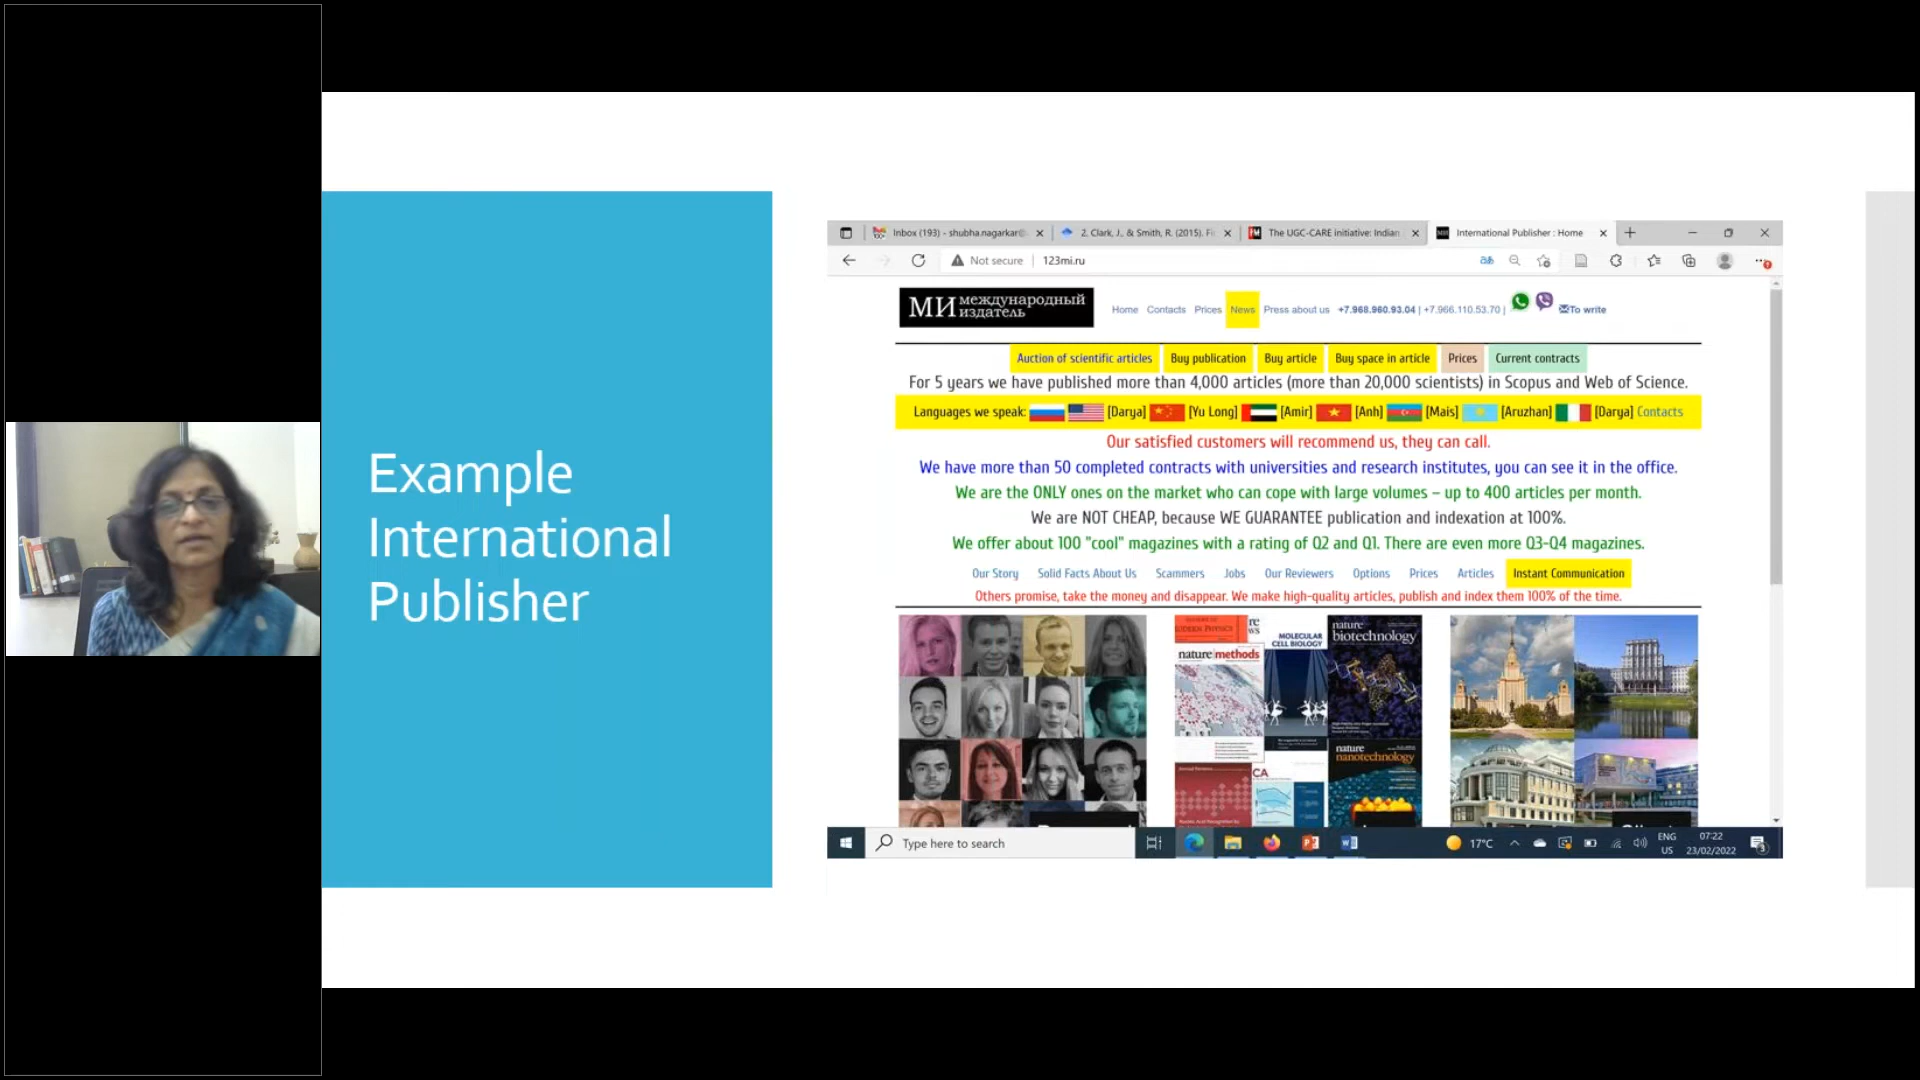 Example
International
Publisher
Inbox (193) - shubha.nagarkar@
2. Clark, J., & Smith, R. (2015). Fi
The UGC-CARE initiative: Indian
International Publisher : Home
Not secure | 123mi.ru
МИ международный
издатель
Home Contacts Prices News Press about us +7.968.960.93.04 | +7.966.110.53.70 | To write
Auction of scientific articles Buy publication Buy article Buy space in article Prices Current contracts
For 5 years we have published more than 4,000 articles (more than 20,000 scientists) in Scopus and Web of Science.
Languages we speak: [Darya] [Yu Long] [Amir] [Anh] [Mais] [Aruzhan] [Darya] Contacts
Our satisfied customers will recommend us, they can call.
We have more than 50 completed contracts with universities and research institutes, you can see it in the office.
We are the ONLY ones on the market who can cope with large volumes – up to 400 articles per month.
We are NOT CHEAP, because WE GUARANTEE publication and indexation at 100%.
We offer about 100 "cool" magazines with a rating of Q2 and Q1. There are even more Q3-Q4 magazines.
Our Story Solid Facts About Us Scammers Jobs Our Reviewers Options Prices Articles Instant Communication
Others promise, take the money and disappear. We make high-quality articles, publish and index them 100% of the time.
MODERN PHYSICS
nature methods
MOLECULAR
CELL BIOLOGY
nature
biotechnology
nature
nanotechnology
Type here to search
17°C
ENG
US
07:22
23/02/2022